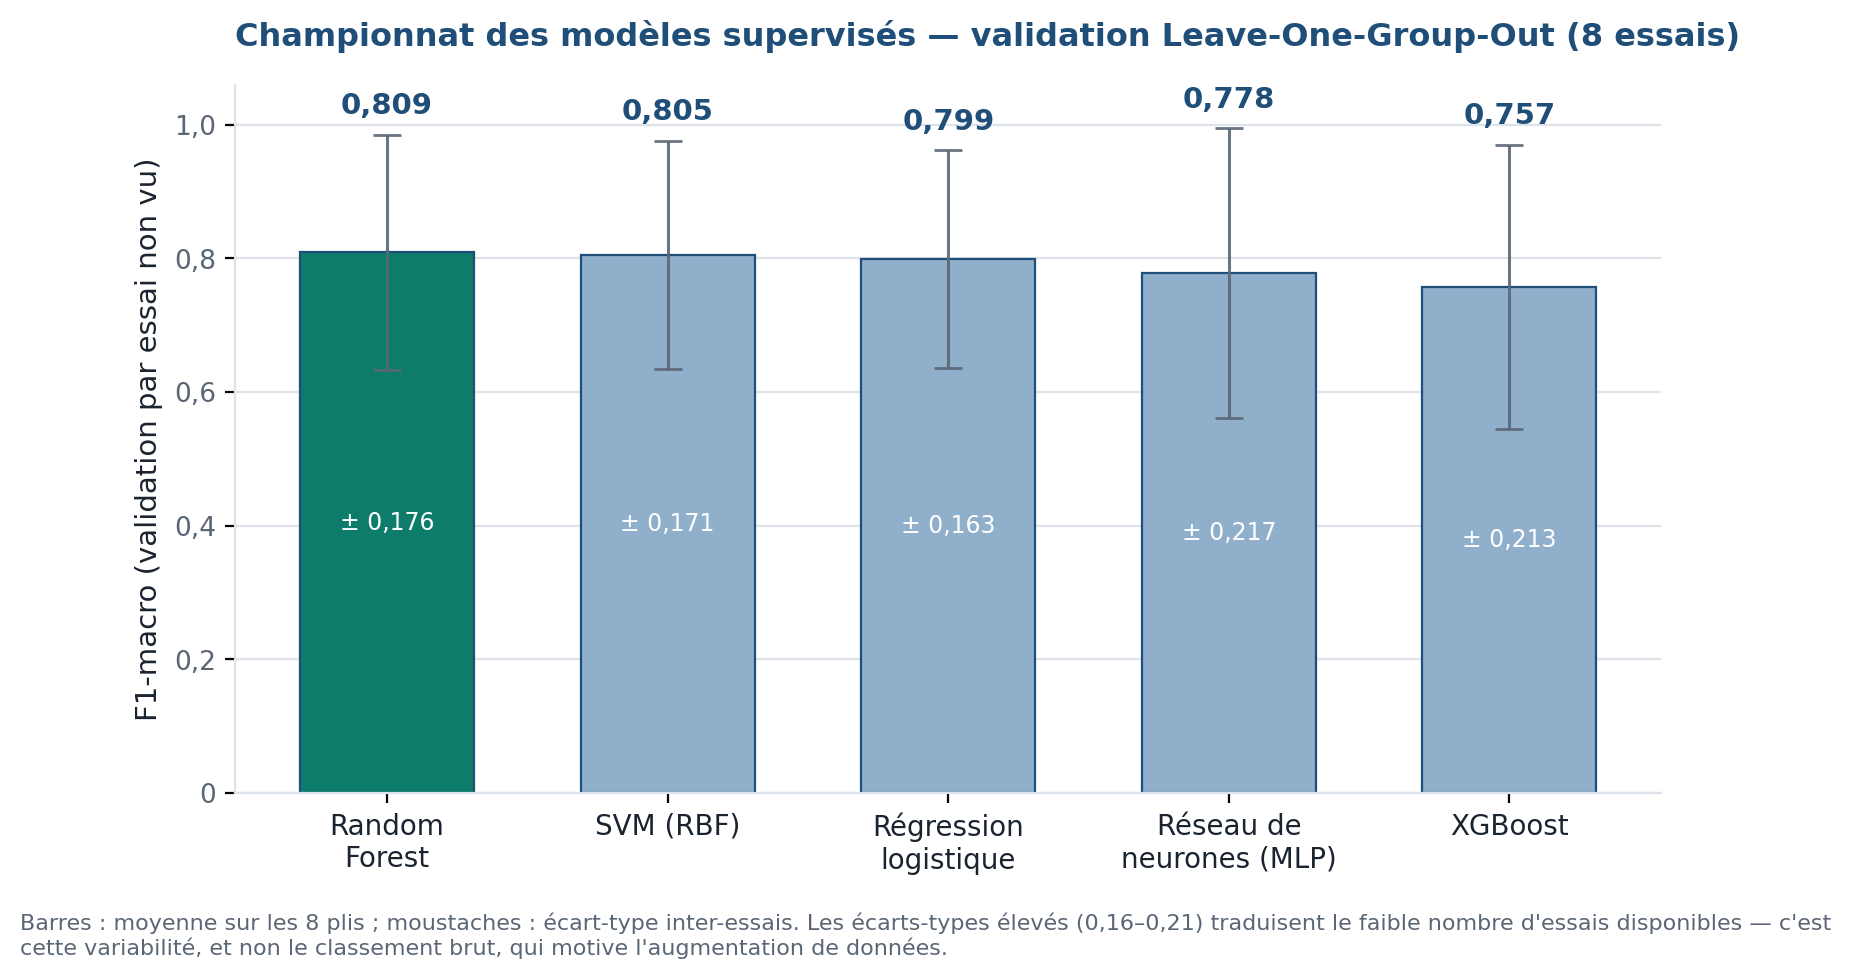 Championnat des modèles supervisés — validation Leave-One-Group-Out (8 essais)
F1-macro (validation par essai non vu)
1,0
0,8
0,6
0,4
0,2
0
0,809
0,805
0,799
0,778
0,757
± 0,176
± 0,171
± 0,163
± 0,217
± 0,213
Random
Forest
SVM (RBF)
Régression
logistique
Réseau de
neurones (MLP)
XGBoost
Barres : moyenne sur les 8 plis ; moustaches : écart-type inter-essais. Les écarts-types élevés (0,16–0,21) traduisent le faible nombre d'essais disponibles — c'est
cette variabilité, et non le classement brut, qui motive l'augmentation de données.